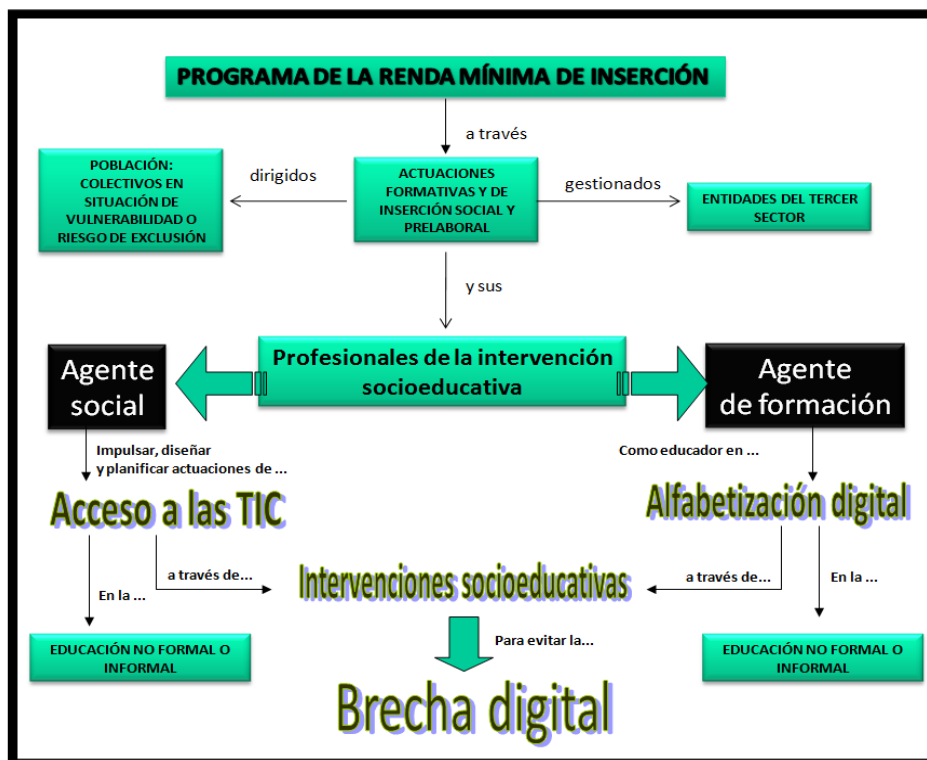 PROGRAMA DE LA RENDA MÍNIMA DE INSERCIÓN
a través
POBLACIÓN:
COLECTIVOS EN
SITUACIÓN DE
VULNERABILIDAD O
RIESGO DE EXCLUSIÓN
dirigidos
ACTUACIONES
FORMATIVAS Y DE
INSERCIÓN SOCIAL Y
PRELABORAL
gestionados
ENTIDADES DEL TERCER
SECTOR
y sus
Profesionales de la intervención
socioeducativa
Agente
social
Agente
de formación
Impulsar, diseñar
y planificar actuaciones de ...
Como educador en ...
Acceso a las TIC
Alfabetización digital
a través de...
Intervenciones socioeducativas
a través de...
En la ...
En la ...
EDUCACIÓN NO FORMAL O
INFORMAL
Para evitar la...
EDUCACIÓN NO FORMAL O
INFORMAL
Brecha digital